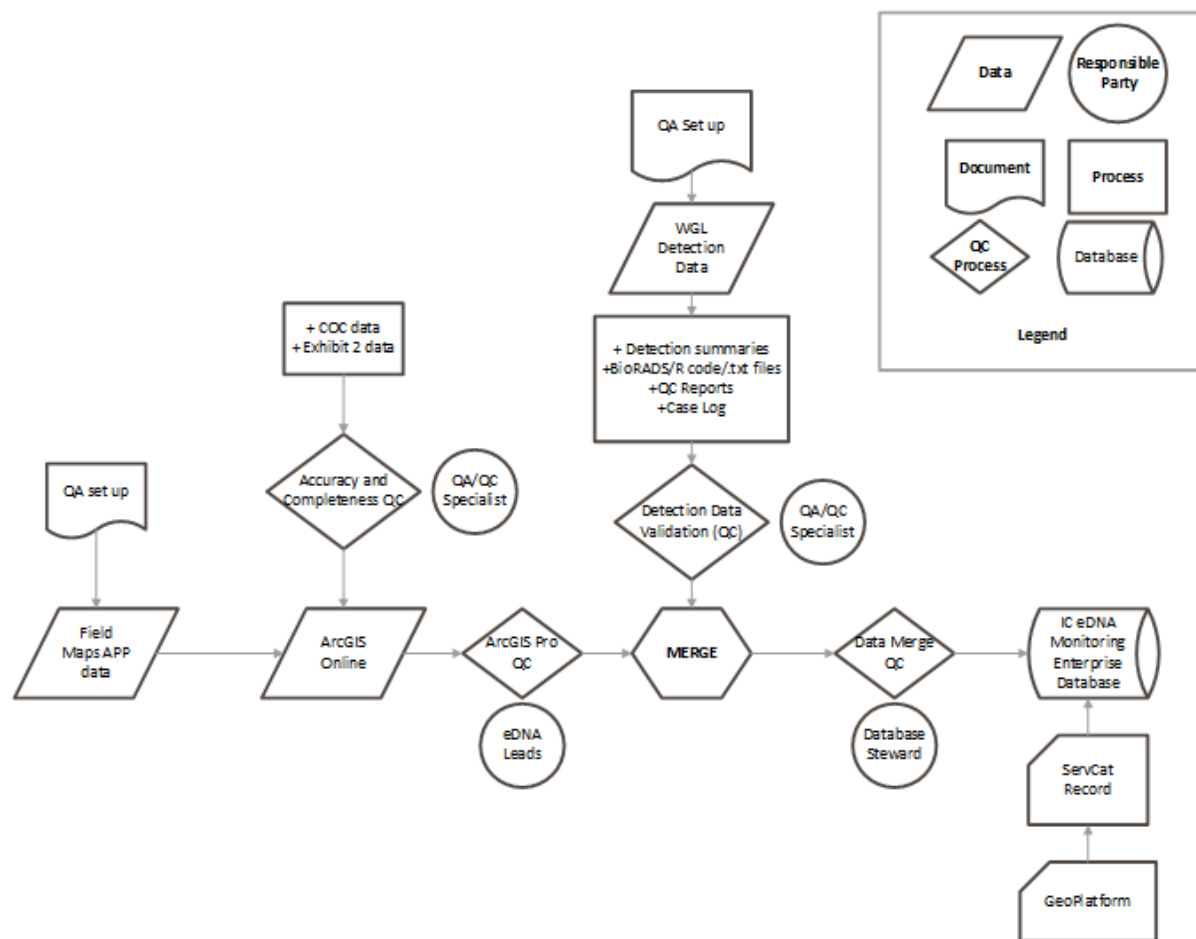 Data
Responsible
Party
Document
Process
QC
Process
Database
Legend
QA Set up
WGL
Detection
Data
+ Detection summaries
+BioRADS/R code/.txt files
+QC Reports
+Case Log
+ COC data
+ Exhibit 2 data
Accuracy and
Completeness QC
QA/QC
Specialist
Detection Data
Validation (QC)
QA/QC
Specialist
QA set up
Field
Maps APP
data
ArcGIS
Online
ArcGIS Pro
QC
eDNA
Leads
MERGE
Data Merge
QC
Database
Steward
IC eDNA
Monitoring
Enterprise
Database
ServCat
Record
GeoPlatform